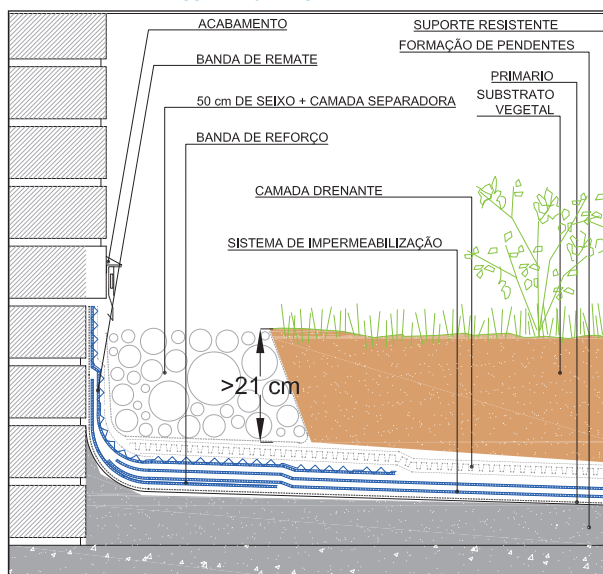 ACABAMENTO
BANDA DE REMATE
50 cm DE SEIXO + CAMADA SEPARADORA
BANDA DE REFORÇO
CAMADA DRENANTE
SISTEMA DE IMPERMEABILIZAÇÃO
SUPORTE RESISTENTE
FORMAÇÃO DE PENDENTES
PRIMARIO
SUBSTRATO
VEGETAL
>21 cm